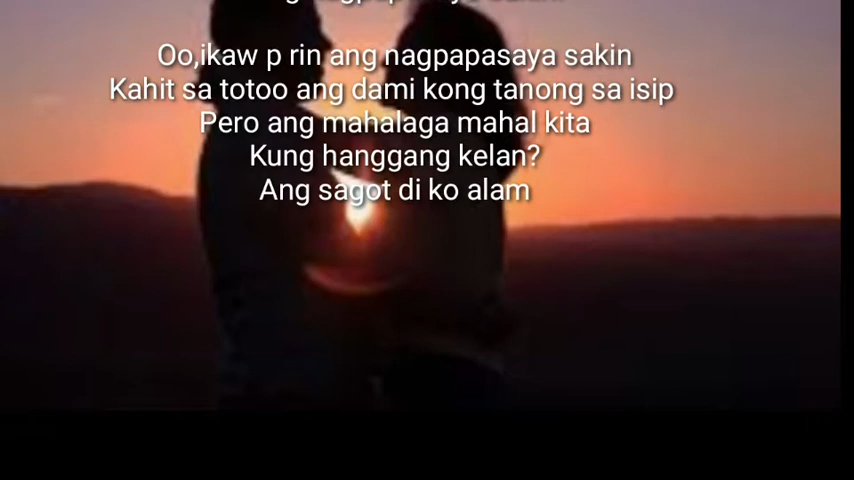 Oo,ikaw p rin ang nagpapasaya sakin
Kahit sa totoo ang dami kong tanong sa isip
Pero ang mahalaga mahal kita
Kung hanggang kelan?
Ang sagot di ko alam